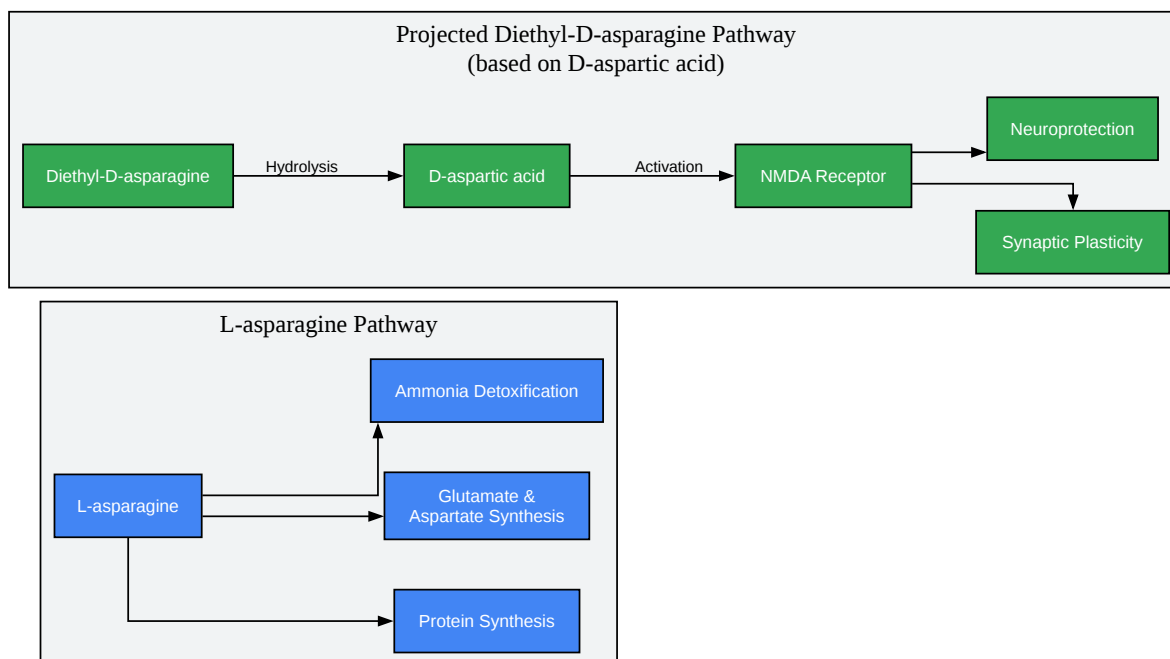 Projected Diethyl-D-asparagine Pathway
(based on D-aspartic acid)
Neuroprotection
Diethyl-D-asparagine
Hydrolysis
D-aspartic acid
Activation
NMDA Receptor
Synaptic Plasticity
L-asparagine Pathway
Ammonia Detoxification
L-asparagine
Glutamate &
Aspartate Synthesis
Protein Synthesis